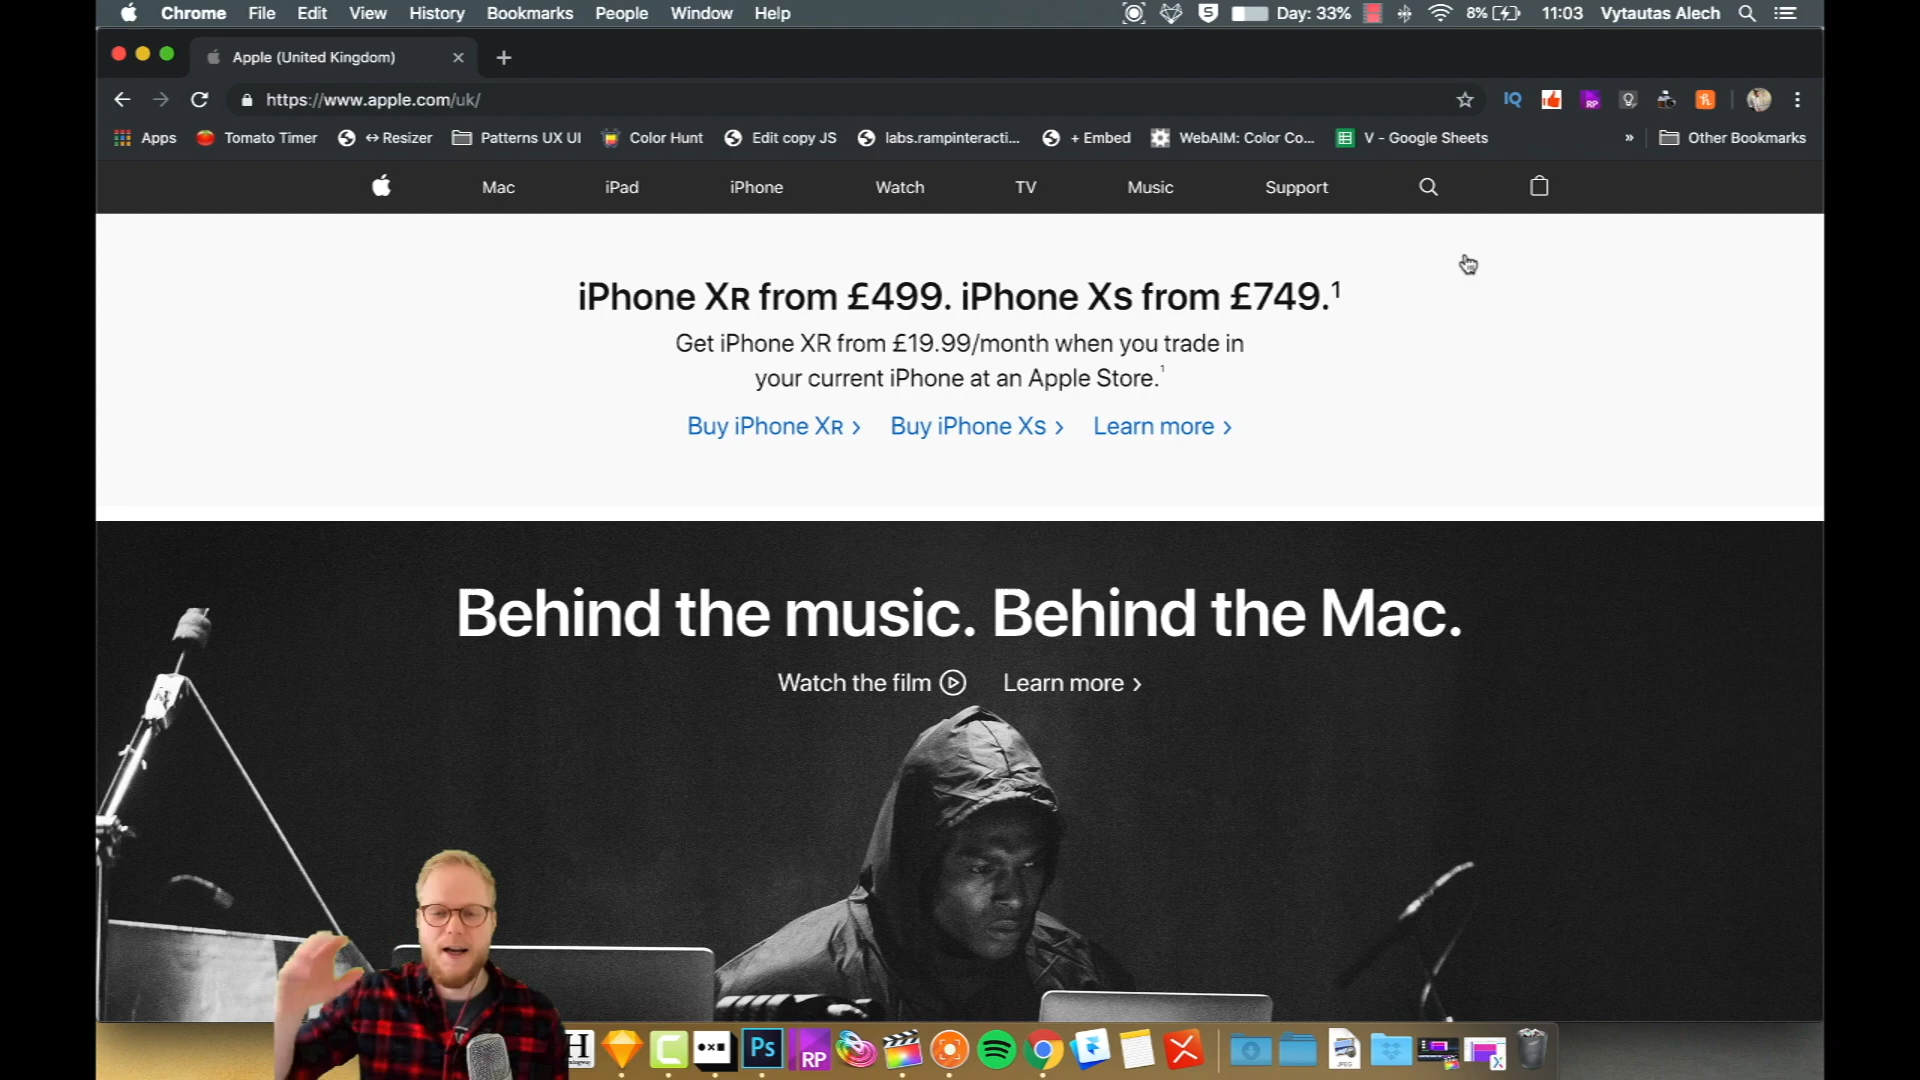 Chrome File Edit View History Bookmarks People Window Help
S Day: 33% 8% 11:03 Vytautas Alech
Apple (United Kingdom)
https://www.apple.com/uk/
IQ RP h
Apps Tomato Timer ↔ Resizer Patterns UX UI Color Hunt Edit copy JS labs.rampinteracti... + Embed WebAIM: Color Co... V - Google Sheets » Other Bookmarks
Mac iPad iPhone Watch TV Music Support
iPhone XR from £499. iPhone XS from £749.¹
Get iPhone XR from £19.99/month when you trade in
your current iPhone at an Apple Store.¹
Buy iPhone XR › Buy iPhone XS › Learn more ›
Behind the music. Behind the Mac.
Watch the film Learn more ›
H Ps RP JPEG X